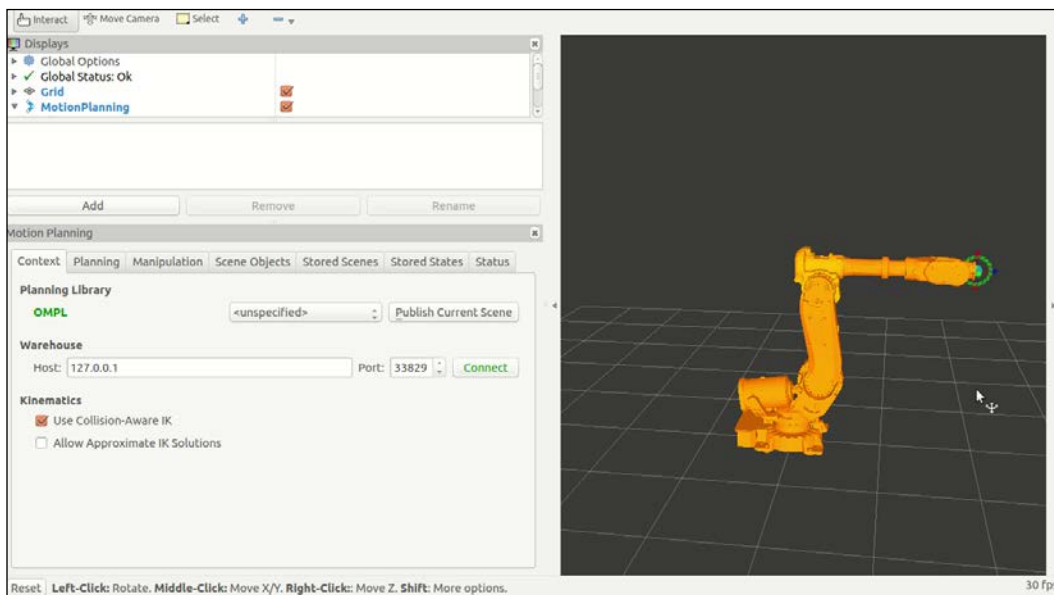 Interact Move Camera Select
Displays
Global Options
Global Status: Ok
Grid
MotionPlanning
Add Remove Rename
Motion Planning
Context Planning Manipulation Scene Objects Stored Scenes Stored States Status
Planning Library
OMPL <unspecified> Publish Current Scene
Warehouse
Host: 127.0.0.1 Port: 33829 Connect
Kinematics
Use Collision-Aware IK
Allow Approximate IK Solutions
Reset Left-Click: Rotate. Middle-Click: Move X/Y. Right-Click:: Move Z. Shift: More options. 30 fps